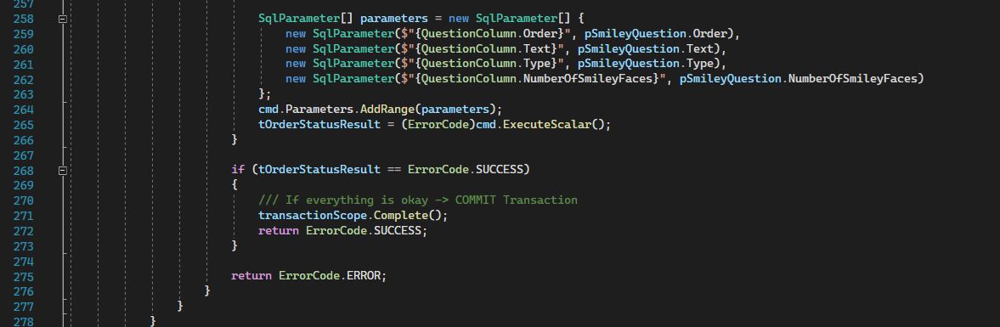 257
258 SqlParameter[] parameters = new SqlParameter[] {
259 new SqlParameter($"{QuestionColumn.Order}", pSmileyQuestion.Order),
260 new SqlParameter($"{QuestionColumn.Text}", pSmileyQuestion.Text),
261 new SqlParameter($"{QuestionColumn.Type}", pSmileyQuestion.Type),
262 new SqlParameter($"{QuestionColumn.NumberOfSmileyFaces}", pSmileyQuestion.NumberOfSmileyFaces)
263 };
264 cmd.Parameters.AddRange(parameters);
265 tOrderStatusResult = (ErrorCode)cmd.ExecuteScalar();
266 }
267
268 if (tOrderStatusResult == ErrorCode.SUCCESS)
269 {
270 /// If everything is okay -> COMMIT Transaction
271 transactionScope.Complete();
272 return ErrorCode.SUCCESS;
273 }
274
275 return ErrorCode.ERROR;
276 }
277 }
278 }